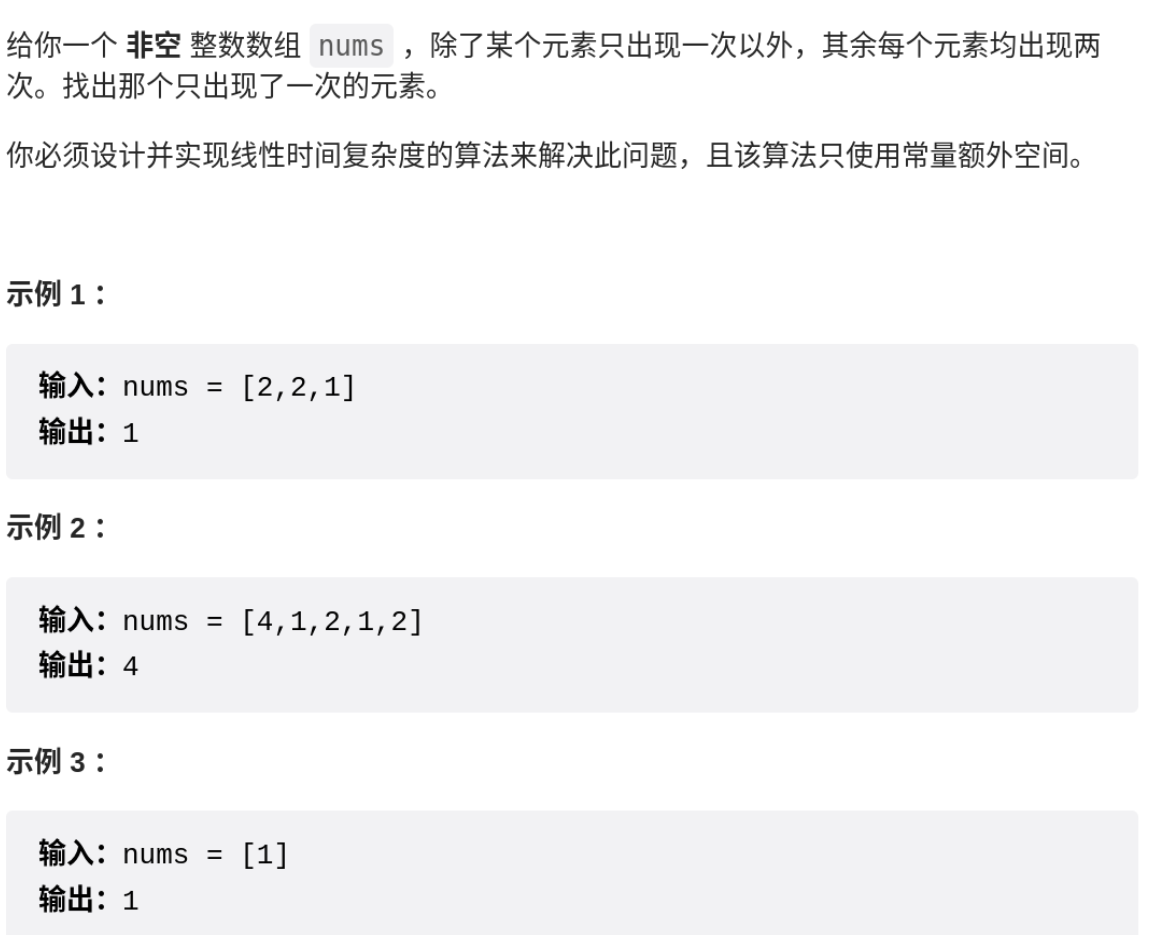 给你一个 非空 整数数组 nums ，除了某个元素只出现一次以外，其余每个元素均出现两
次。找出那个只出现了一次的元素。
你必须设计并实现线性时间复杂度的算法来解决此问题，且该算法只使用常量额外空间。
示例 1 ：
输入：nums = [2,2,1]
输出：1
示例 2 ：
输入：nums = [4,1,2,1,2]
输出：4
示例 3 ：
输入：nums = [1]
输出：1